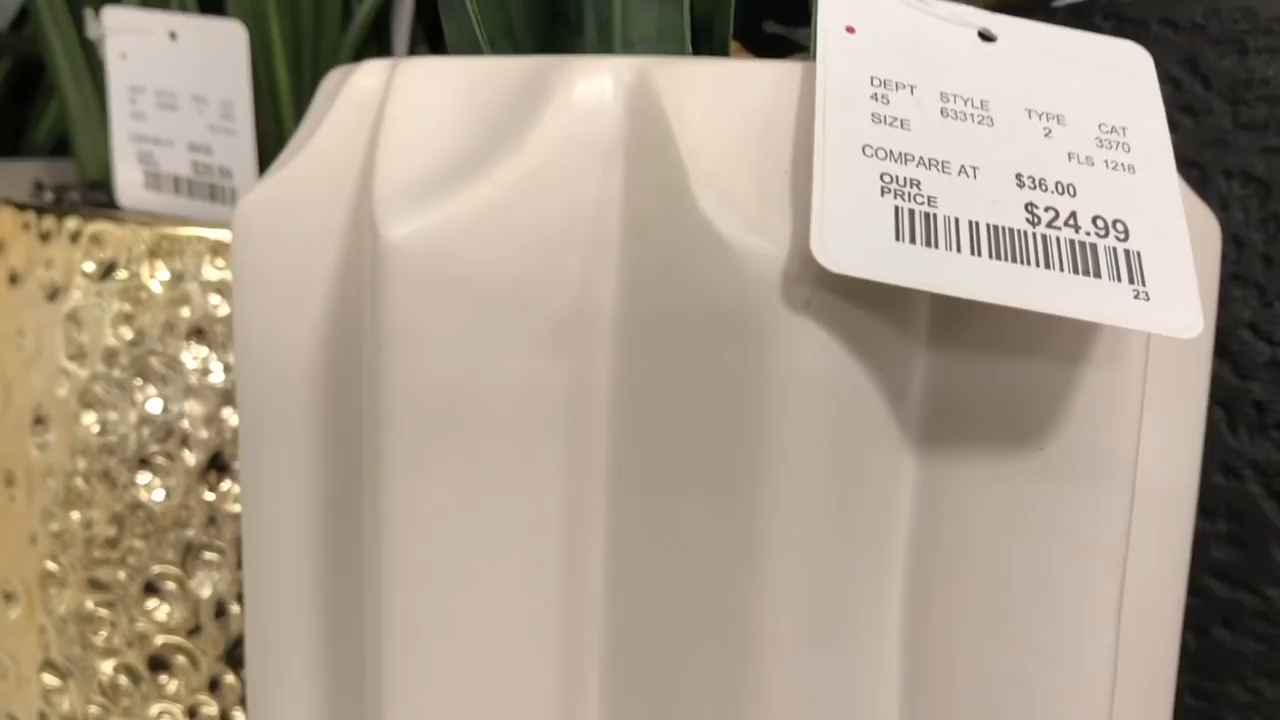 DEPT STYLE TYPE CAT
45 633123 2 3370
SIZE FLS 1218
COMPARE AT $36.00
OUR
PRICE $24.99
23